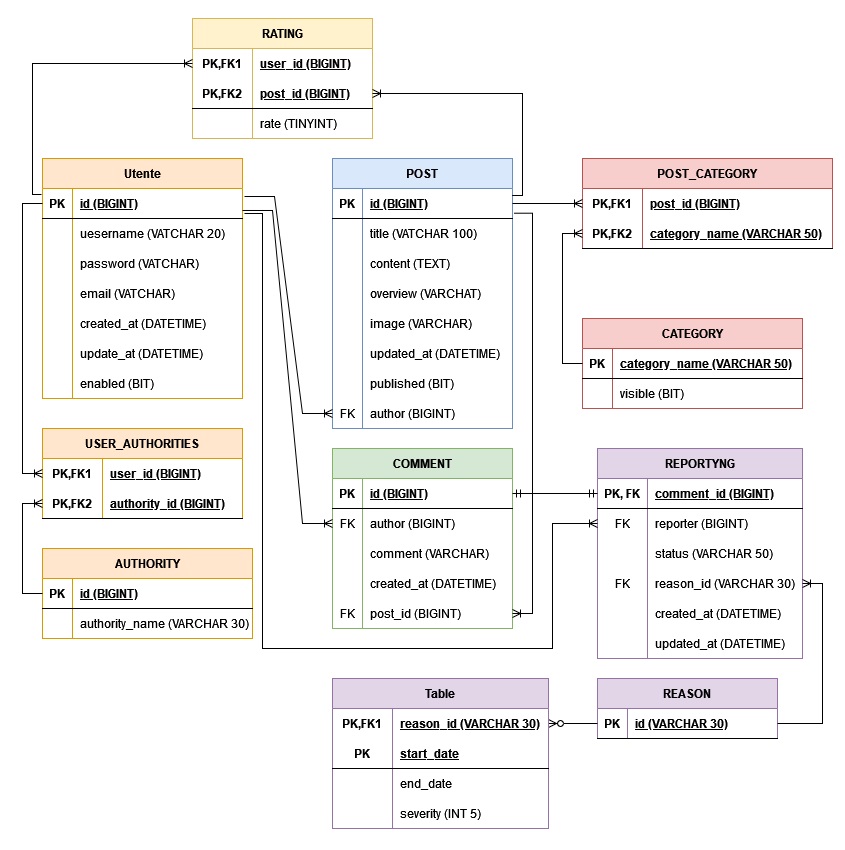 RATING
PK,FK1 user_id (BIGINT)
PK,FK2 post_id (BIGINT)
rate (TINYINT)
Utente
PK id (BIGINT)
uesername (VATCHAR 20)
password (VATCHAR)
email (VATCHAR)
created_at (DATETIME)
update_at (DATETIME)
enabled (BIT)
POST
PK id (BIGINT)
title (VATCHAR 100)
content (TEXT)
overview (VARCHAT)
image (VARCHAR)
updated_at (DATETIME)
published (BIT)
FK author (BIGINT)
POST_CATEGORY
PK,FK1 post_id (BIGINT)
PK,FK2 category_name (VARCHAR 50)
CATEGORY
PK category_name (VARCHAR 50)
visible (BIT)
USER_AUTHORITIES
PK,FK1 user_id (BIGINT)
PK,FK2 authority_id (BIGINT)
COMMENT
PK id (BIGINT)
FK author (BIGINT)
comment (VARCHAR)
created_at (DATETIME)
FK post_id (BIGINT)
REPORTYNG
PK, FK comment_id (BIGINT)
FK reporter (BIGINT)
status (VARCHAR 50)
FK reason_id (VARCHAR 30)
created_at (DATETIME)
updated_at (DATETIME)
AUTHORITY
PK id (BIGINT)
authority_name (VARCHAR 30)
Table
PK,FK1 reason_id (VARCHAR 30)
PK start_date
end_date
severity (INT 5)
REASON
PK id (VARCHAR 30)